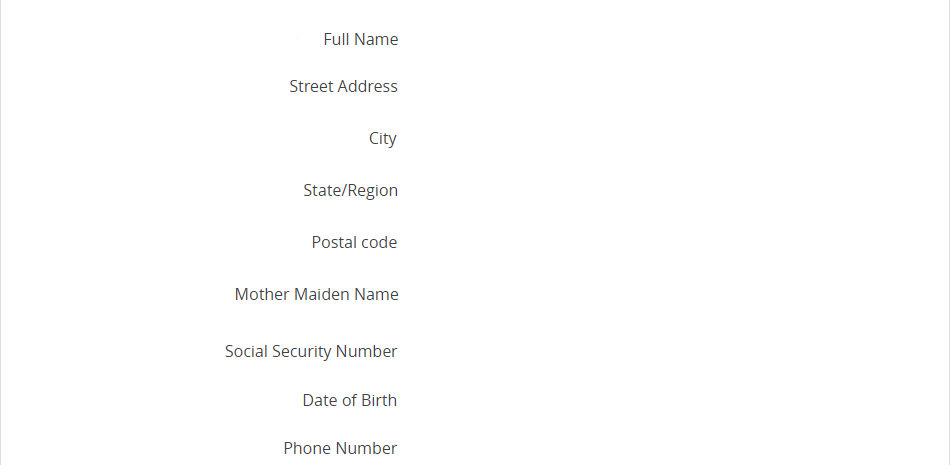 Full Name
Street Address
City
State/Region
Postal code
Mother Maiden Name
Social Security Number
Date of Birth
Phone Number